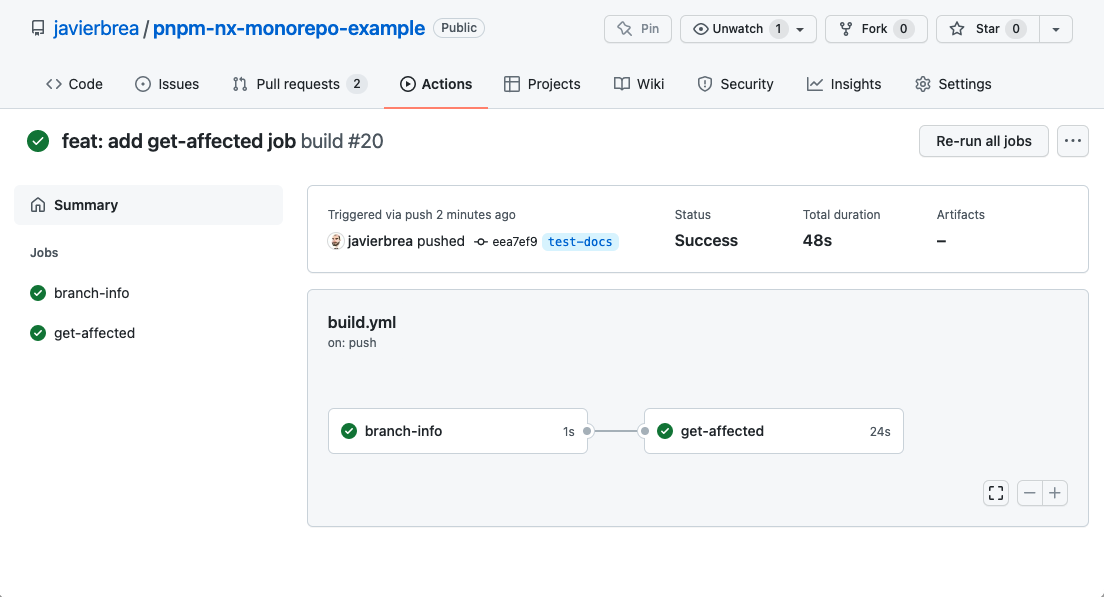 javierbrea / pnpm-nx-monorepo-example Public Pin Unwatch 1 Fork 0 Star 0
Code Issues Pull requests 2 Actions Projects Wiki Security Insights Settings
feat: add get-affected job build #20 Re-run all jobs ...
Summary
Jobs
branch-info
get-affected
Triggered via push 2 minutes ago Status Total duration Artifacts
javierbrea pushed eea7ef9 test-docs Success 48s –
build.yml
on: push
branch-info 1s get-affected 24s